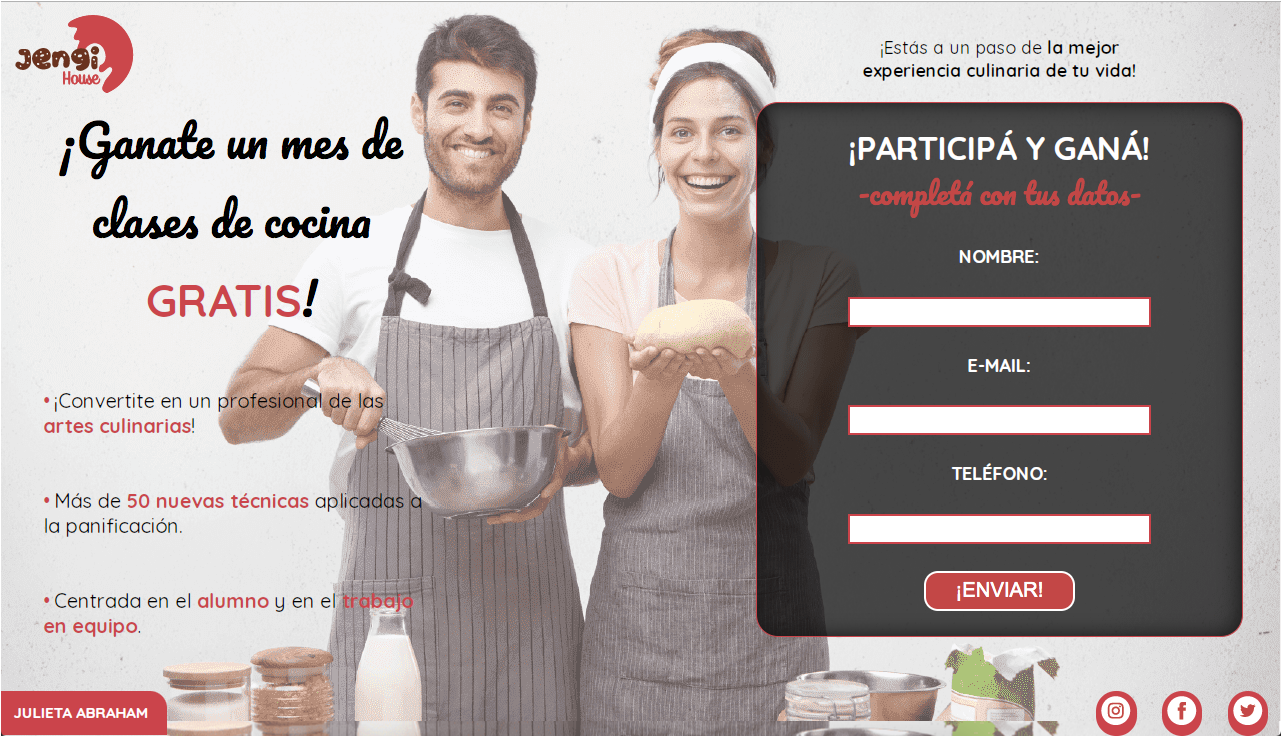 Jengi
House
¡Ganate un mes de
clases de cocina
GRATIS!
• ¡Convertite en un profesional de las
artes culinarias!
• Más de 50 nuevas técnicas aplicadas a
la panificación.
• Centrada en el alumno y en el trabajo
en equipo.
JULIETA ABRAHAM
¡Estás a un paso de la mejor
experiencia culinaria de tu vida!
¡PARTICIPÁ Y GANÁ!
-completá con tus datos-
NOMBRE:
E-MAIL:
TELÉFONO:
¡ENVIAR!